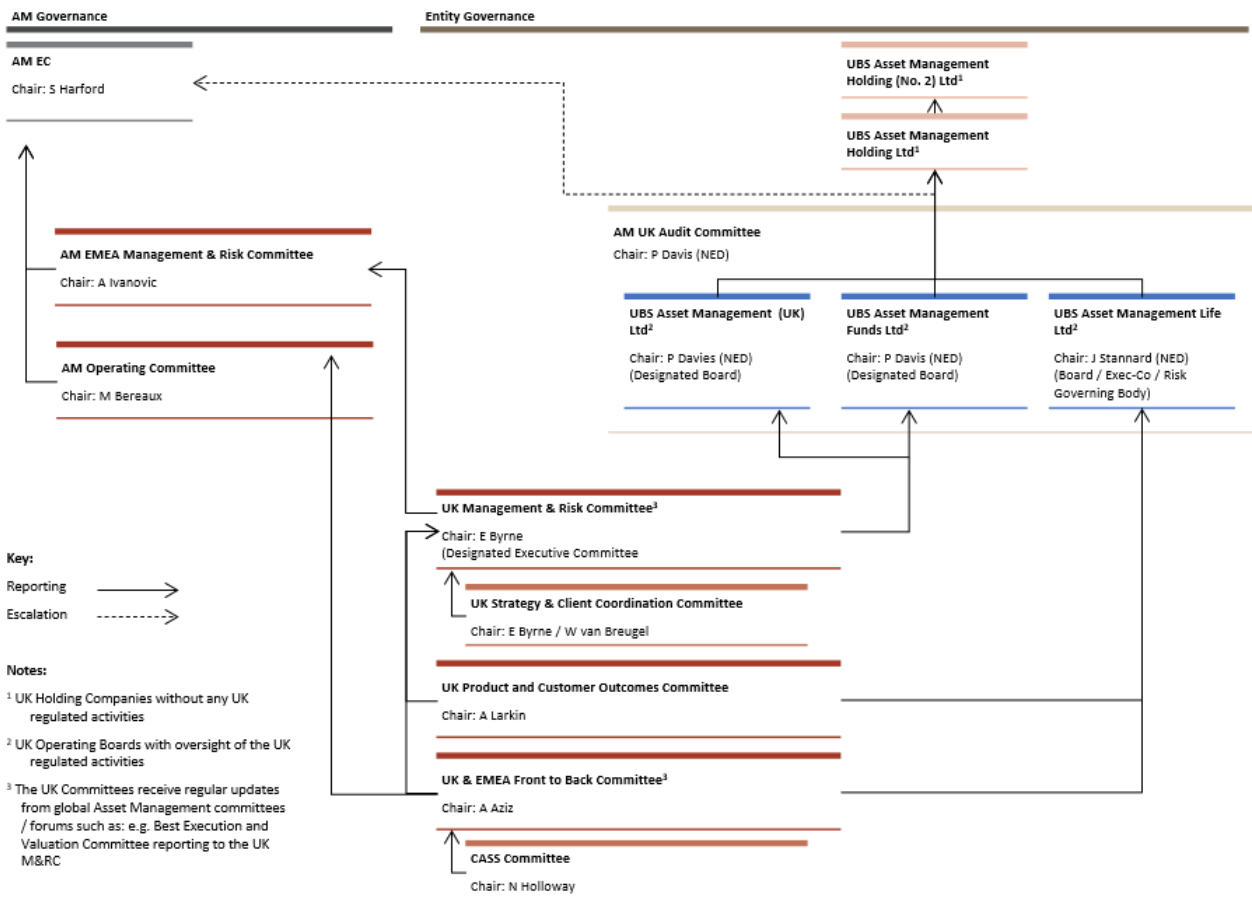 AM Governance
Entity Governance
AM EC
Chair: S Harford
UBS Asset Management
Holding (No. 2) Ltd¹
UBS Asset Management
Holding Ltd¹
AM UK Audit Committee
Chair: P Davis (NED)
AM EMEA Management & Risk Committee
Chair: A Ivanovic
AM Operating Committee
Chair: M Bereaux
UBS Asset Management (UK)
Ltd²
Chair: P Davies (NED)
(Designated Board)
UBS Asset Management
Funds Ltd²
Chair: P Davis (NED)
(Designated Board)
UBS Asset Management Life
Ltd²
Chair: J Stannard (NED)
(Board / Exec-Co / Risk
Governing Body)
UK Management & Risk Committee³
Chair: E Byrne
(Designated Executive Committee
UK Strategy & Client Coordination Committee
Chair: E Byrne / W van Breugel
UK Product and Customer Outcomes Committee
Chair: A Larkin
UK & EMEA Front to Back Committee³
Chair: A Aziz
CASS Committee
Chair: N Holloway
Key:
Reporting
Escalation
Notes:
¹ UK Holding Companies without any UK
regulated activities
² UK Operating Boards with oversight of the UK
regulated activities
³ The UK Committees receive regular updates
from global Asset Management committees
/ forums such as: e.g. Best Execution and
Valuation Committee reporting to the UK
M&RC